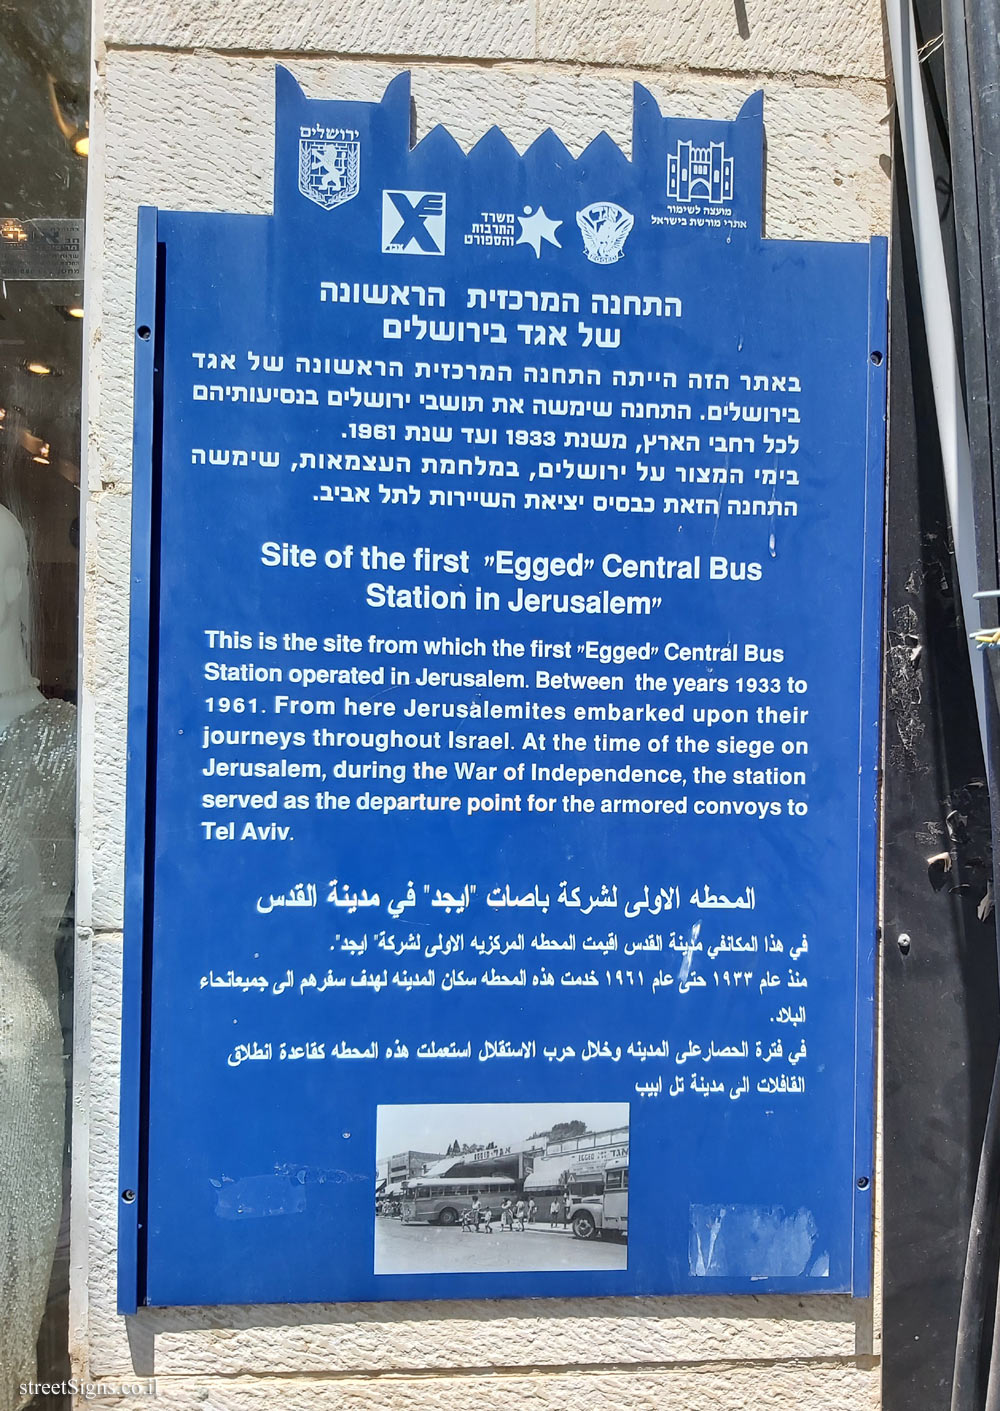 ירושלים
אגד
משרד
התרבות
והספורט
אגד
EGGED
מועצה לשימור
אתרי מורשת בישראל
התחנה המרכזית הראשונה
של אגד בירושלים
באתר הזה הייתה התחנה המרכזית הראשונה של אגד
בירושלים. התחנה שימשה את תושבי ירושלים בנסיעותיהם
לכל רחבי הארץ, משנת 1933 ועד שנת 1961.
בימי המצור על ירושלים, במלחמת העצמאות, שימשה
התחנה הזאת כבסיס יציאת השיירות לתל אביב.
Site of the first ״Egged״ Central Bus
Station in Jerusalem״
This is the site from which the first ״Egged״ Central Bus
Station operated in Jerusalem. Between the years 1933 to
1961. From here Jerusalemites embarked upon their
journeys throughout Israel. At the time of the siege on
Jerusalem, during the War of Independence, the station
served as the departure point for the armored convoys to
Tel Aviv.
المحطه الاولى لشركة باصات "ايجد" في مدينة القدس
في هذا المكانفي مدينة القدس اقيمت المحطه المركزيه الاولى لشركة" ايجد".
منذ عام ١٩٣٣ حتى عام ١٩٦١ خدمت هذه المحطه سكان المدينه لهدف سفرهم الى جميعانحاء
البلاد.
في فترة الحصارعلى المدينه وخلال حرب الاستقلال استعملت هذه المحطه كقاعدة انطلاق
القافلات الى مدينة تل ابيب
EGGED אגד
EGGED אגד
streetSigns.co.il